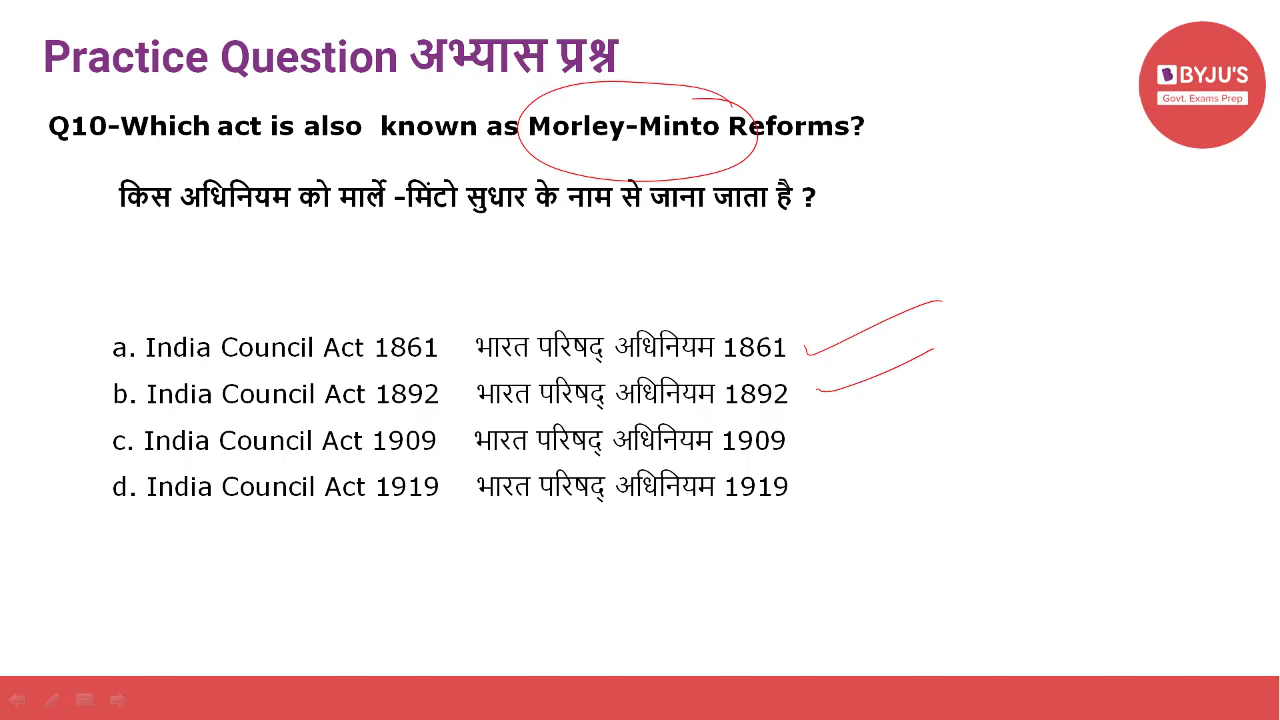 Practice Question अभ्यास प्रश्न
BYJU'S
Govt. Exams Prep
Q10-Which act is also known as Morley-Minto Reforms?
किस अधिनियम को मार्ले -मिंटो सुधार के नाम से जाना जाता है ?
a. India Council Act 1861 भारत परिषद् अधिनियम 1861
b. India Council Act 1892 भारत परिषद् अधिनियम 1892
c. India Council Act 1909 भारत परिषद् अधिनियम 1909
d. India Council Act 1919 भारत परिषद् अधिनियम 1919